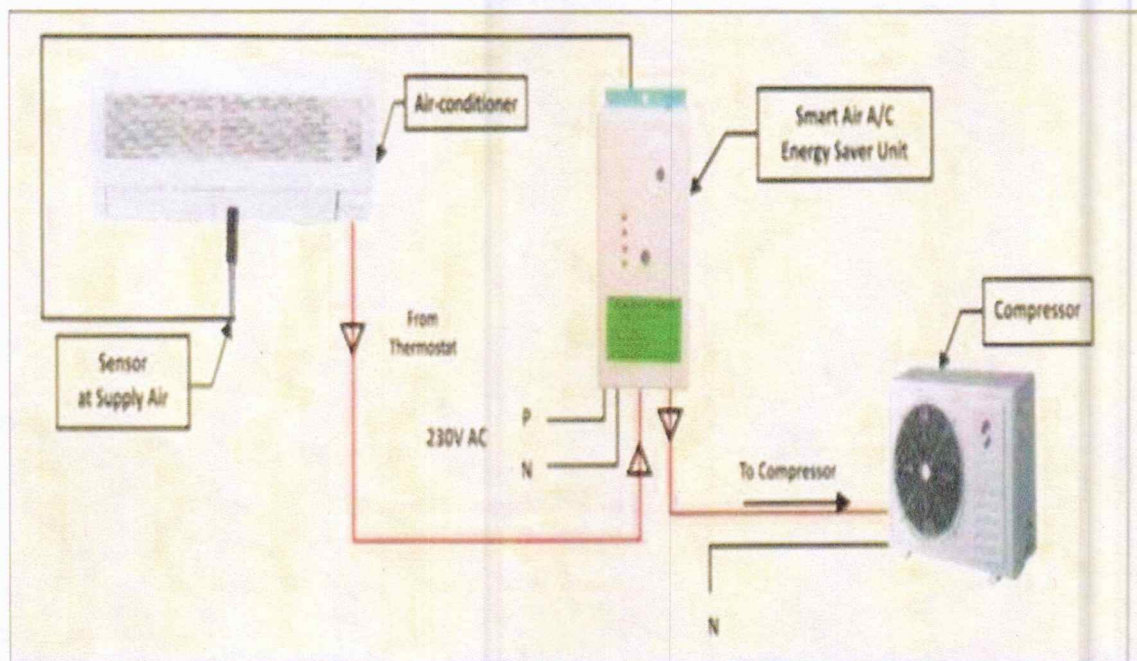 Air-conditioner
Smart Air A/C
Energy Saver Unit
From
Thermostat
Sensor
at Supply Air
Compressor
P
230V AC
N
To Compressor
N